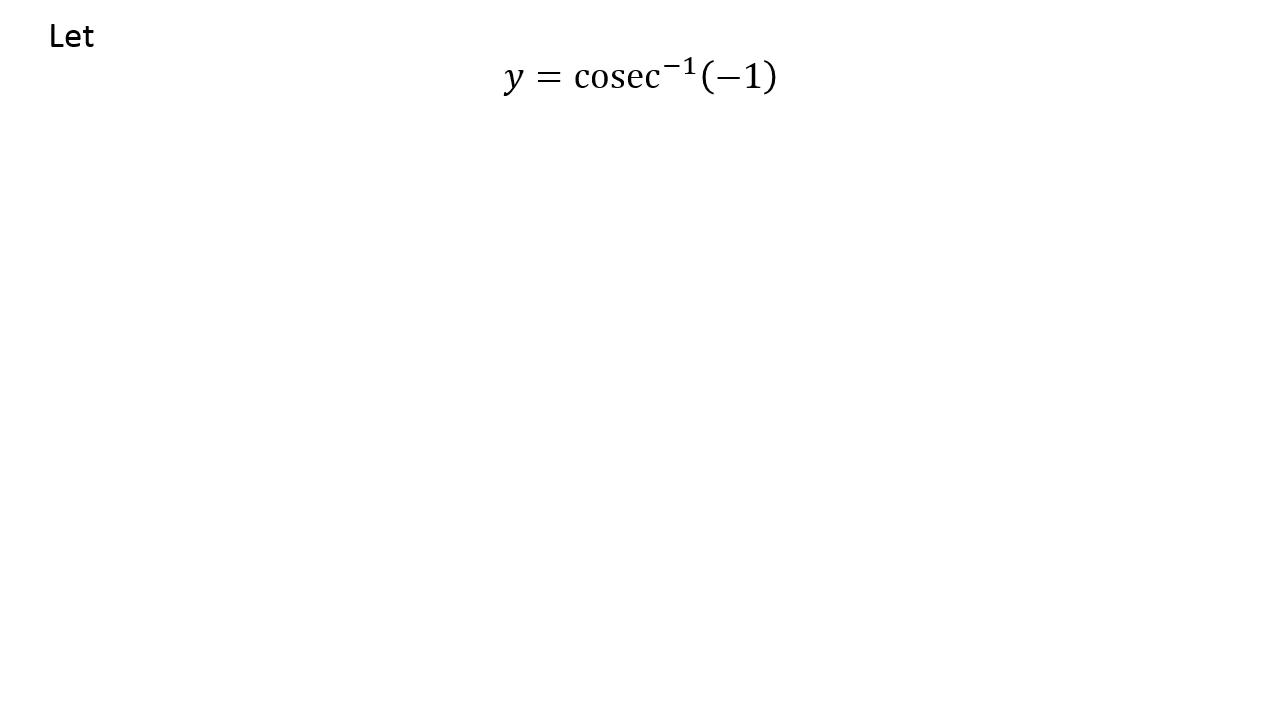 Let
y = cosec⁻¹(−1)